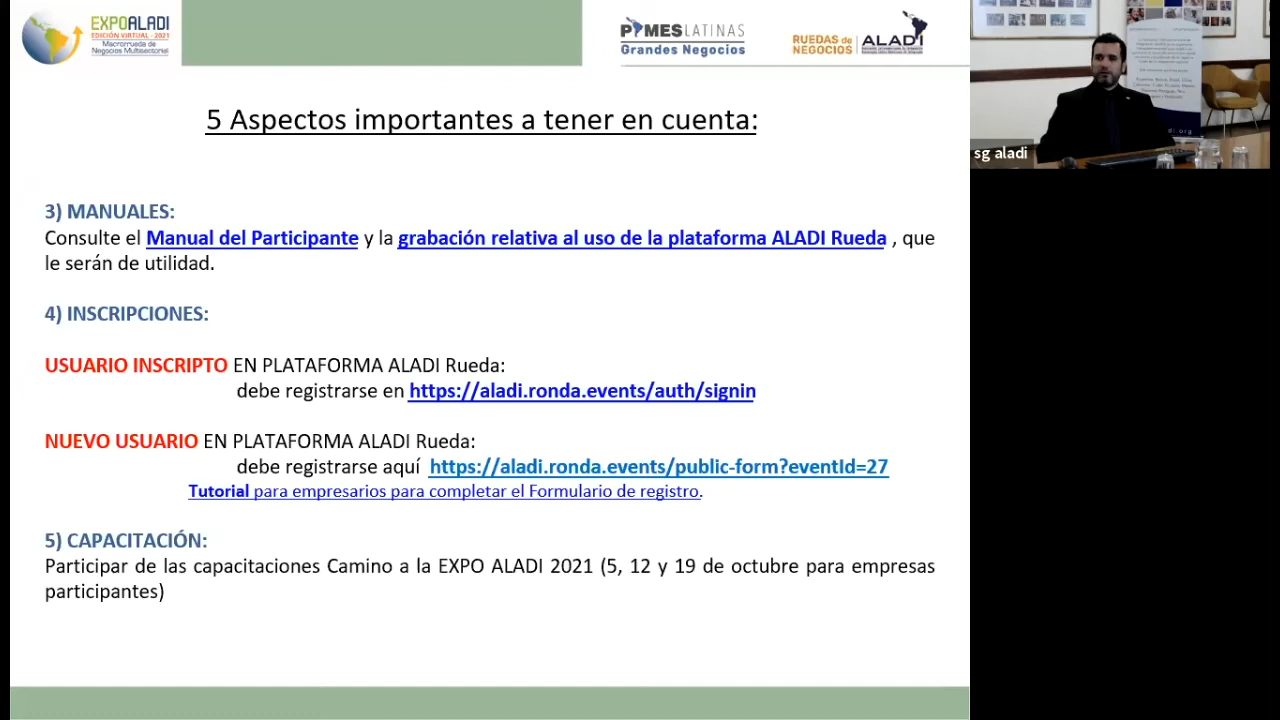 EXPOALADI
EDICIÓN VIRTUAL - 2021
Macrorrueda de
Negocios Multisectorial
PYMESLATINAS
Grandes Negocios
RUEDAS de
NEGOCIOS
ALADI
sg aladi
5 Aspectos importantes a tener en cuenta:
3) MANUALES:
Consulte el Manual del Participante y la grabación relativa al uso de la plataforma ALADI Rueda , que
le serán de utilidad.
4) INSCRIPCIONES:
USUARIO INSCRIPTO EN PLATAFORMA ALADI Rueda:
debe registrarse en https://aladi.ronda.events/auth/signin
NUEVO USUARIO EN PLATAFORMA ALADI Rueda:
debe registrarse aquí https://aladi.ronda.events/public-form?eventId=27
Tutorial para empresarios para completar el Formulario de registro.
5) CAPACITACIÓN:
Participar de las capacitaciones Camino a la EXPO ALADI 2021 (5, 12 y 19 de octubre para empresas
participantes)